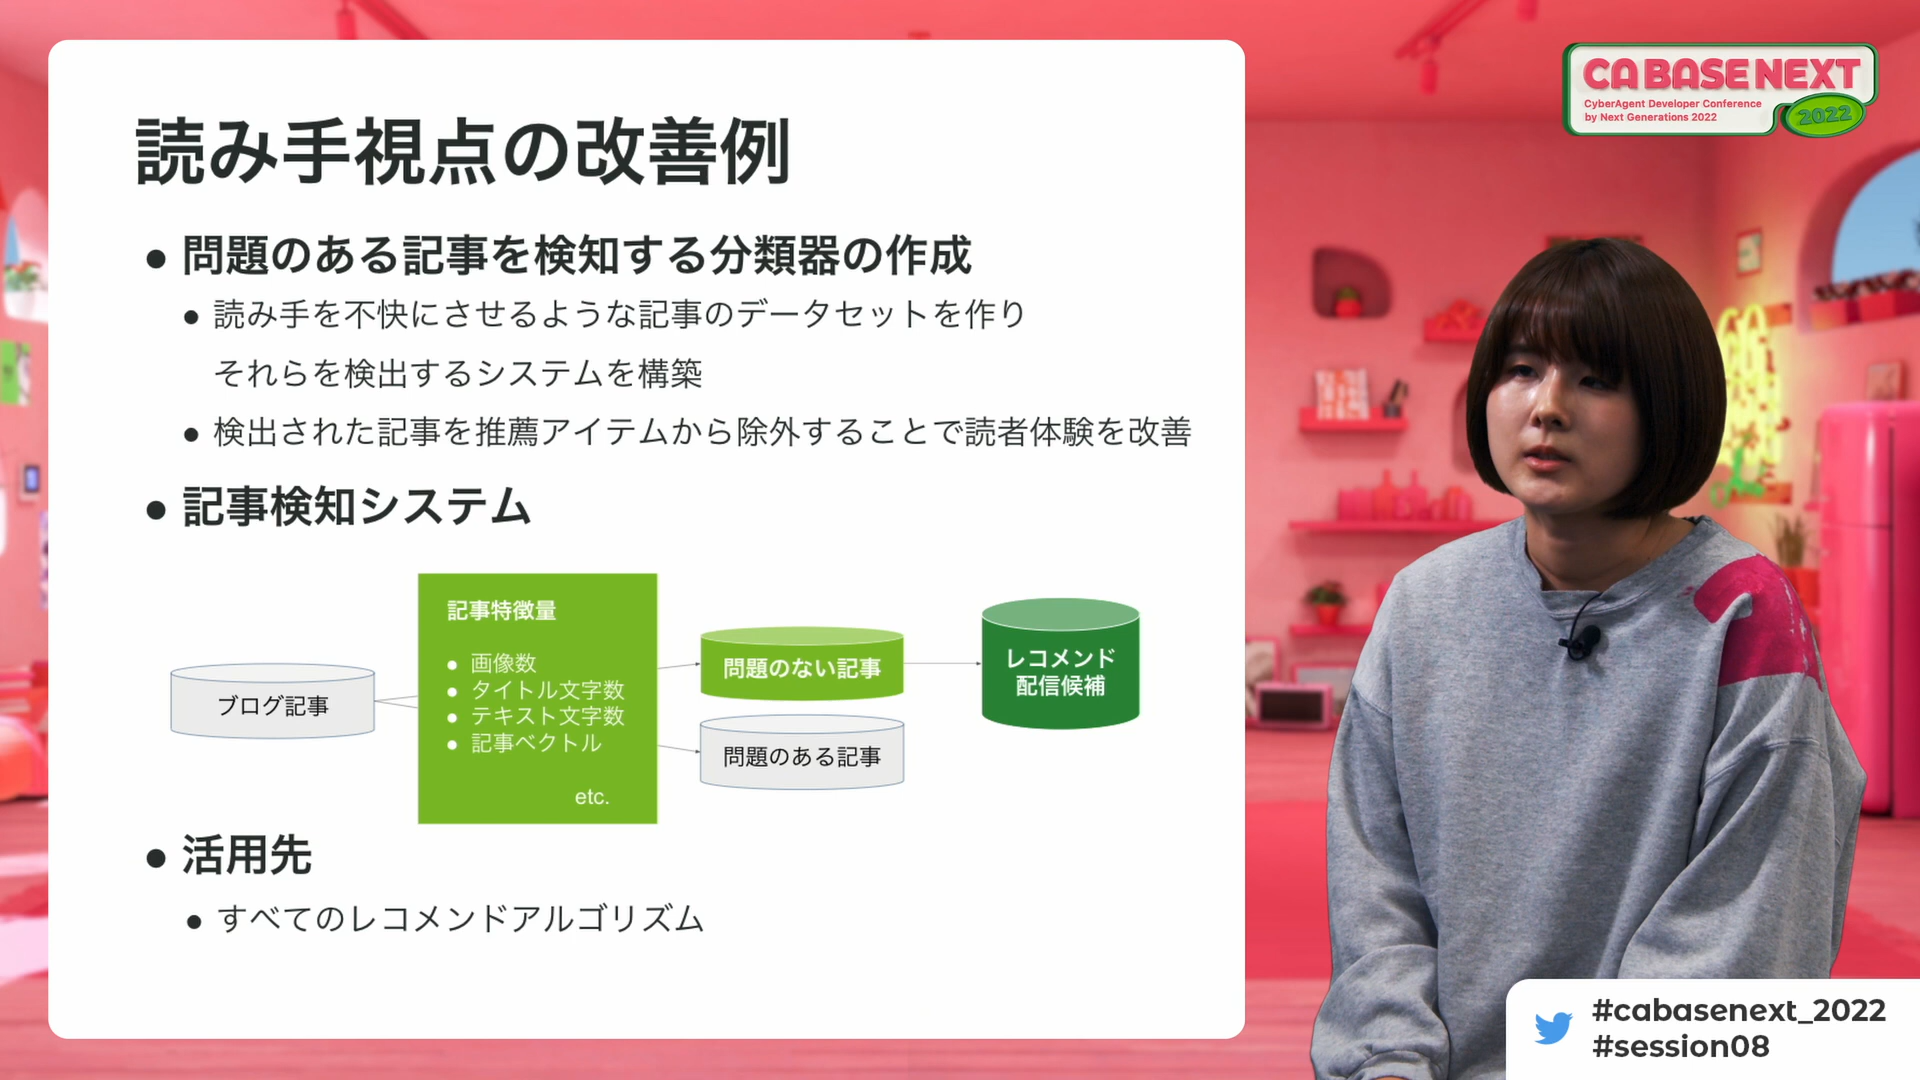 読み手視点の改善例
● 問題のある記事を検知する分類器の作成
● 読み手を不快にさせるような記事のデータセットを作り
それらを検出するシステムを構築
● 検出された記事を推薦アイテムから除外することで読者体験を改善
● 記事検知システム
ブログ記事
記事特徴量
● 画像数
● タイトル文字数
● テキスト文字数
● 記事ベクトル
etc.
問題のない記事
問題のある記事
レコメンド
配信候補
● 活用先
● すべてのレコメンドアルゴリズム
CA BASE NEXT
CyberAgent Developer Conference
by Next Generations 2022
2022
#cabasenext_2022
#session08